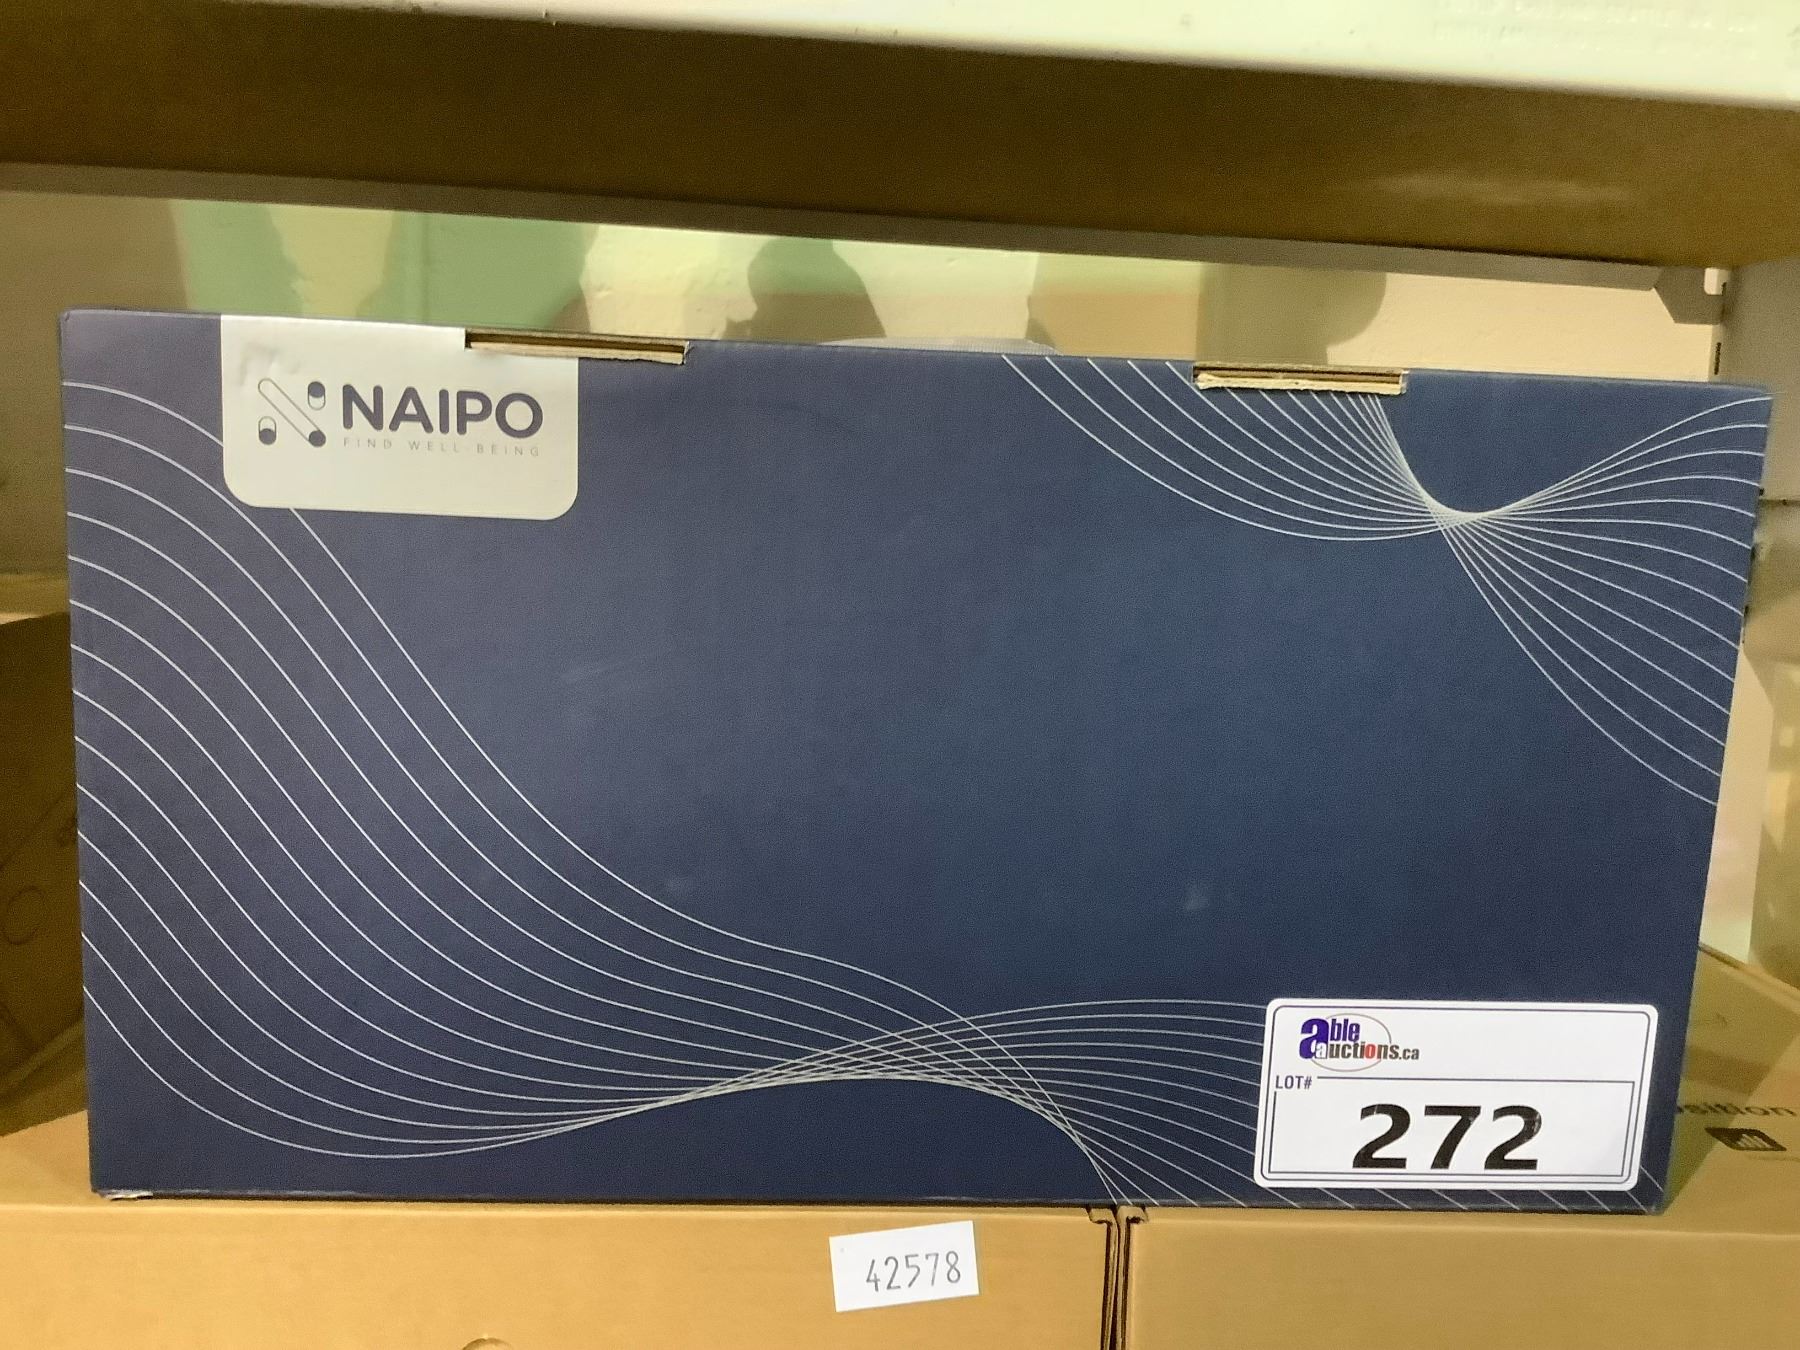 NAIPO
FIND WELL-BEING
able
auctions.ca
LOT#
272
42578